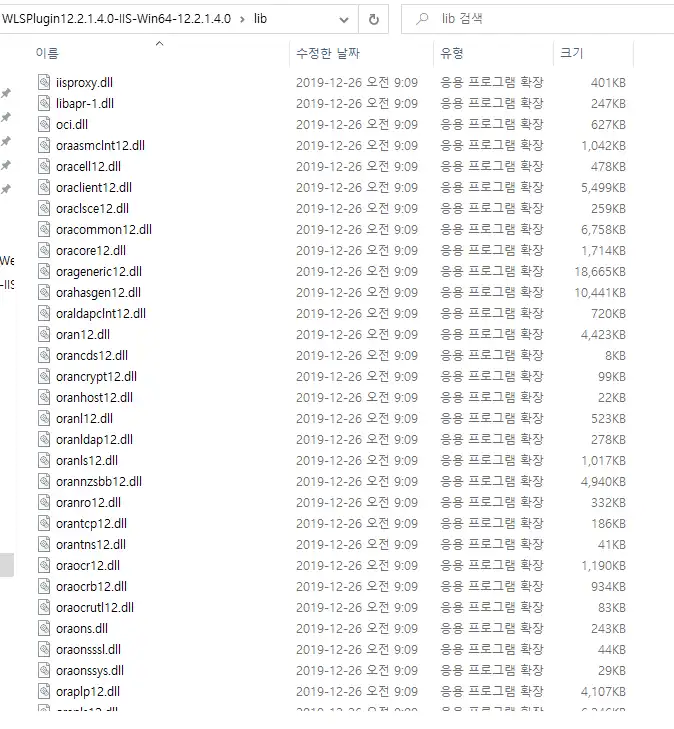 WLSPlugin12.2.1.4.0-IIS-Win64-12.2.1.4.0 > lib
lib 검색
이름 수정한 날짜 유형 크기
iisproxy.dll 2019-12-26 오전 9:09 응용 프로그램 확장 401KB
libapr-1.dll 2019-12-26 오전 9:09 응용 프로그램 확장 247KB
oci.dll 2019-12-26 오전 9:09 응용 프로그램 확장 627KB
oraasmclnt12.dll 2019-12-26 오전 9:09 응용 프로그램 확장 1,042KB
oracell12.dll 2019-12-26 오전 9:09 응용 프로그램 확장 478KB
oraclient12.dll 2019-12-26 오전 9:09 응용 프로그램 확장 5,499KB
oraclsce12.dll 2019-12-26 오전 9:09 응용 프로그램 확장 259KB
oracommon12.dll 2019-12-26 오전 9:09 응용 프로그램 확장 6,758KB
oracore12.dll 2019-12-26 오전 9:09 응용 프로그램 확장 1,714KB
orageneric12.dll 2019-12-26 오전 9:09 응용 프로그램 확장 18,665KB
orahasgen12.dll 2019-12-26 오전 9:09 응용 프로그램 확장 10,441KB
oraldapclnt12.dll 2019-12-26 오전 9:09 응용 프로그램 확장 720KB
oran12.dll 2019-12-26 오전 9:09 응용 프로그램 확장 4,423KB
orancds12.dll 2019-12-26 오전 9:09 응용 프로그램 확장 8KB
orancrypt12.dll 2019-12-26 오전 9:09 응용 프로그램 확장 99KB
oranhost12.dll 2019-12-26 오전 9:09 응용 프로그램 확장 22KB
oranl12.dll 2019-12-26 오전 9:09 응용 프로그램 확장 523KB
oranldap12.dll 2019-12-26 오전 9:09 응용 프로그램 확장 278KB
oranls12.dll 2019-12-26 오전 9:09 응용 프로그램 확장 1,017KB
orannzsbb12.dll 2019-12-26 오전 9:09 응용 프로그램 확장 4,940KB
oranro12.dll 2019-12-26 오전 9:09 응용 프로그램 확장 332KB
orantcp12.dll 2019-12-26 오전 9:09 응용 프로그램 확장 186KB
orantns12.dll 2019-12-26 오전 9:09 응용 프로그램 확장 41KB
oraocr12.dll 2019-12-26 오전 9:09 응용 프로그램 확장 1,190KB
oraocrb12.dll 2019-12-26 오전 9:09 응용 프로그램 확장 934KB
oraocrutl12.dll 2019-12-26 오전 9:09 응용 프로그램 확장 83KB
oraons.dll 2019-12-26 오전 9:09 응용 프로그램 확장 243KB
oraonsssl.dll 2019-12-26 오전 9:09 응용 프로그램 확장 44KB
oraonssys.dll 2019-12-26 오전 9:09 응용 프로그램 확장 29KB
oraplp12.dll 2019-12-26 오전 9:09 응용 프로그램 확장 4,107KB
We
-IIS